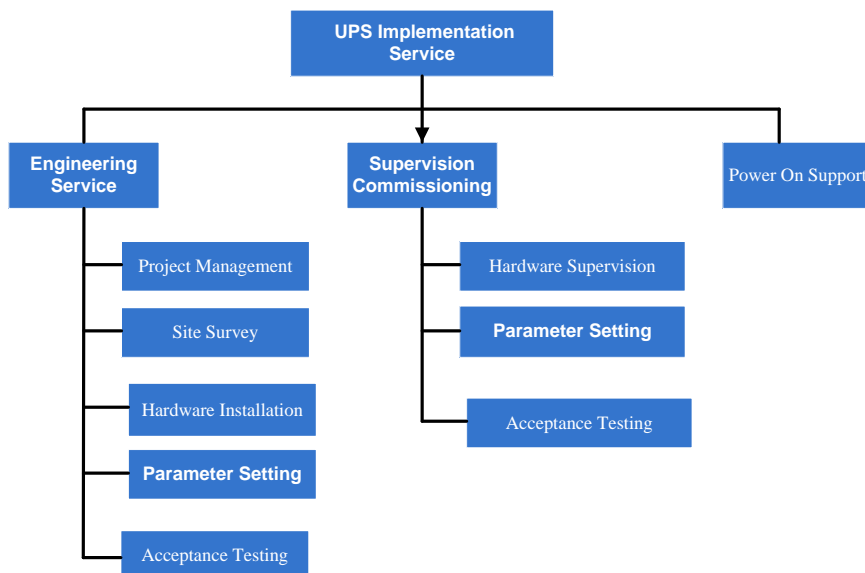 UPS Implementation
Service
Engineering
Service
Supervision
Commissioning
Power On Support
Project Management
Site Survey
Hardware Installation
Parameter Setting
Acceptance Testing
Hardware Supervision
Parameter Setting
Acceptance Testing